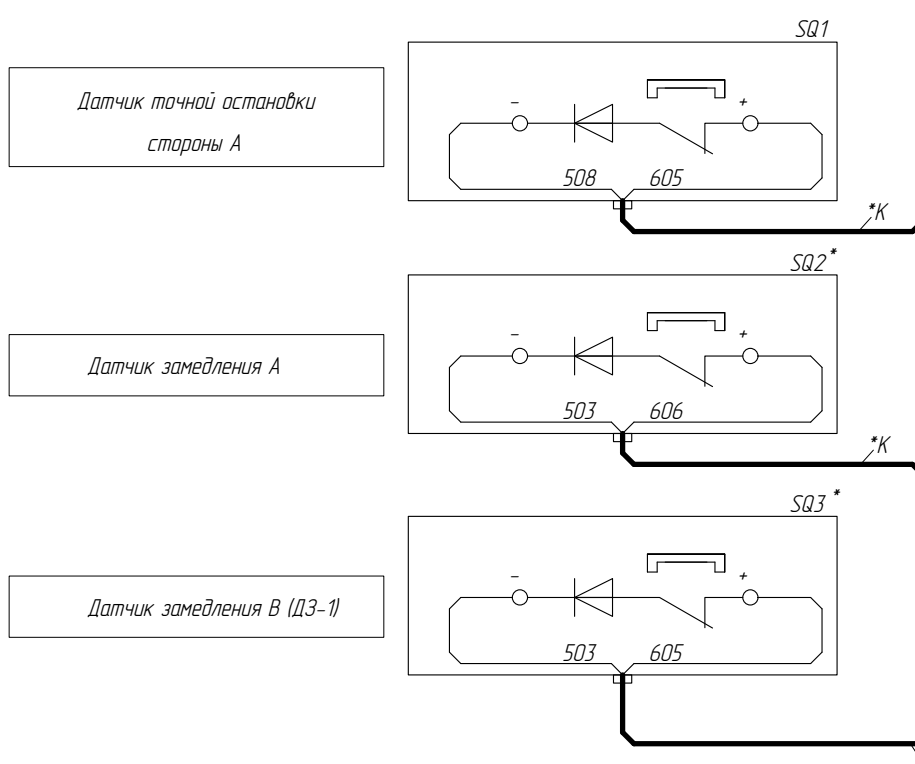 SQ1
Датчик точной остановки
стороны А
- +
508 605
*К
SQ2*
Датчик замедления А
- +
503 606
*К
SQ3*
Датчик замедления В (ДЗ-1)
- +
503 605